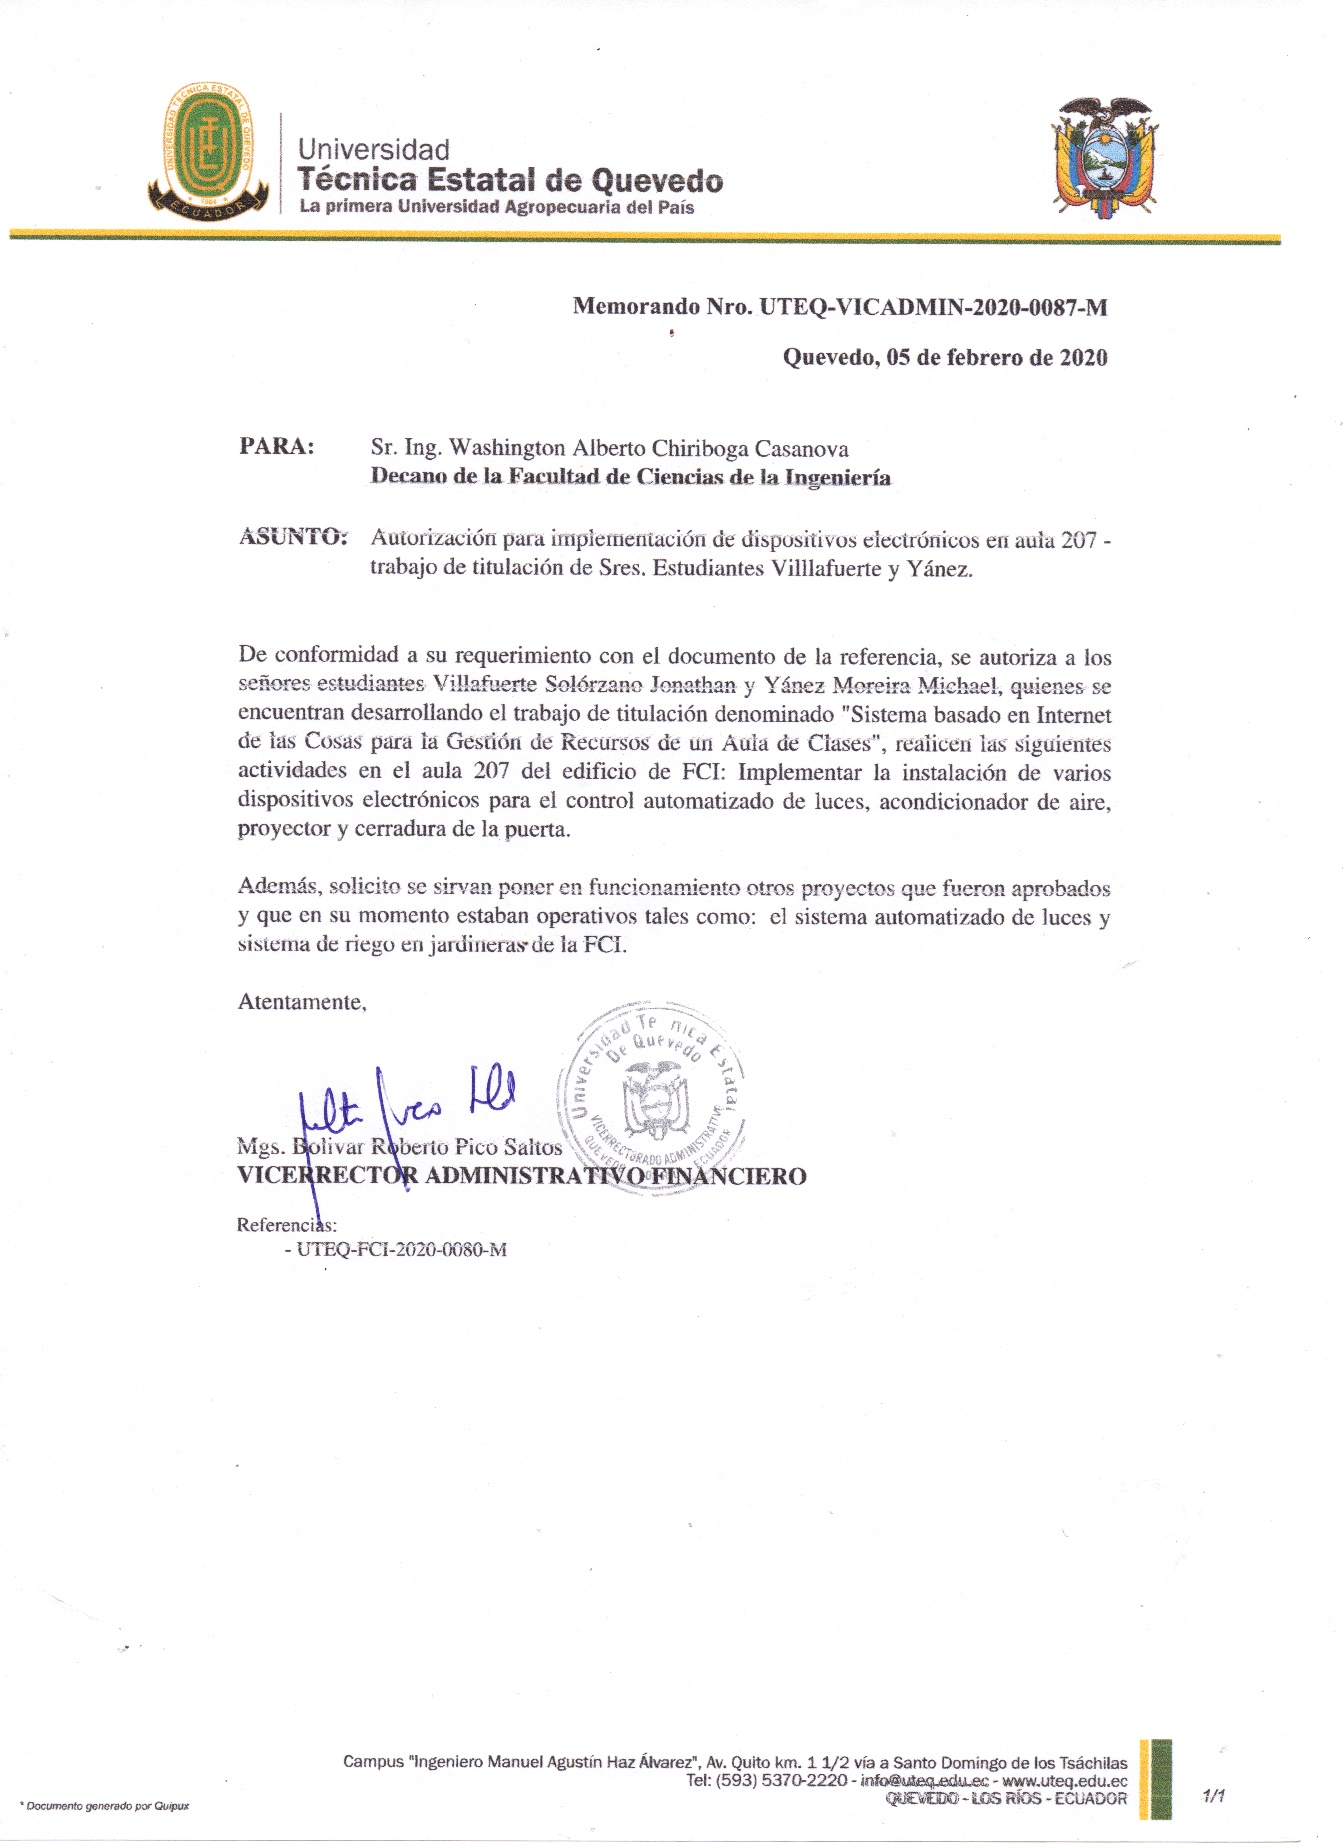 UNIVERSIDAD TECNICA ESTATAL DE QUEVEDO
1984
ECUADOR
Universidad
Técnica Estatal de Quevedo
La primera Universidad Agropecuaria del País
Memorando Nro. UTEQ-VICADMIN-2020-0087-M
Quevedo, 05 de febrero de 2020
PARA: Sr. Ing. Washington Alberto Chiriboga Casanova
Decano de la Facultad de Ciencias de la Ingeniería
ASUNTO: Autorización para implementación de dispositivos electrónicos en aula 207 -
trabajo de titulación de Sres. Estudiantes Villlafuerte y Yánez.
De conformidad a su requerimiento con el documento de la referencia, se autoriza a los
señores estudiantes Villafuerte Solórzano Jonathan y Yánez Moreira Michael, quienes se
encuentran desarrollando el trabajo de titulación denominado "Sistema basado en Internet
de las Cosas para la Gestión de Recursos de un Aula de Clases", realicen las siguientes
actividades en el aula 207 del edificio de FCI: Implementar la instalación de varios
dispositivos electrónicos para el control automatizado de luces, acondicionador de aire,
proyector y cerradura de la puerta.
Además, solicito se sirvan poner en funcionamiento otros proyectos que fueron aprobados
y que en su momento estaban operativos tales como:  el sistema automatizado de luces y
sistema de riego en jardineras de la FCI.
Atentamente,
Universidad Te nica Estatal
De Quevedo
VICERRECTORADO ADMINISTRATIVO
QUEVEDO ECUADOR
Mgs. Bolivar Roberto Pico Saltos
VICERRECTOR ADMINISTRATIVO FINANCIERO
Referencias:
- UTEQ-FCI-2020-0080-M
Campus "Ingeniero Manuel Agustín Haz Álvarez", Av. Quito km. 1 1/2 vía a Santo Domingo de los Tsáchilas
Tel: (593) 5370-2220 - info@uteq.edu.ec - www.uteq.edu.ec
QUEVEDO - LOS RÍOS - ECUADOR
1/1
* Documento generado por Quipux